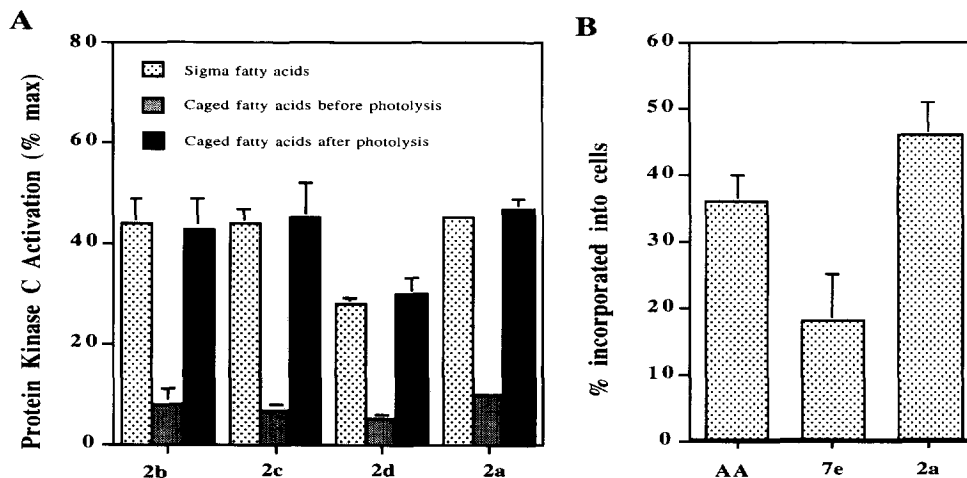 A
Protein Kinase C Activation (% max)
80
60
40
20
0
Sigma fatty acids
Caged fatty acids before photolysis
Caged fatty acids after photolysis
2b 2c 2d 2a
B
% incorporated into cells
60
50
40
30
20
10
0
AA 7e 2a